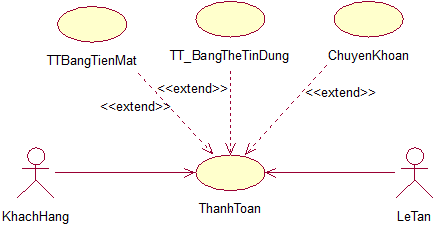 TTBangTienMat
TT_BangTheTinDung
ChuyenKhoan
<<extend>>
<<extend>>
<<extend>>
KhachHang
ThanhToan
LeTan